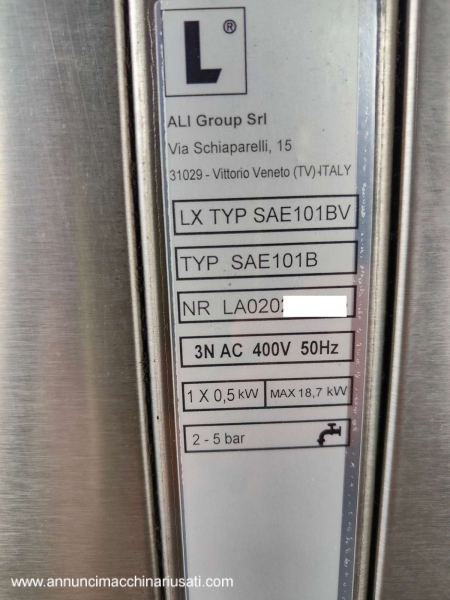 L®
ALI Group Srl
Via Schiaparelli, 15
31029 - Vittorio Veneto (TV)-ITALY
LX TYP SAE101BV
TYP. SAE101B
NR LA020
3N AC 400V 50Hz
1 X 0,5 kW MAX 18,7 kW
2 - 5 bar
www.annuncimacchinariusati.com